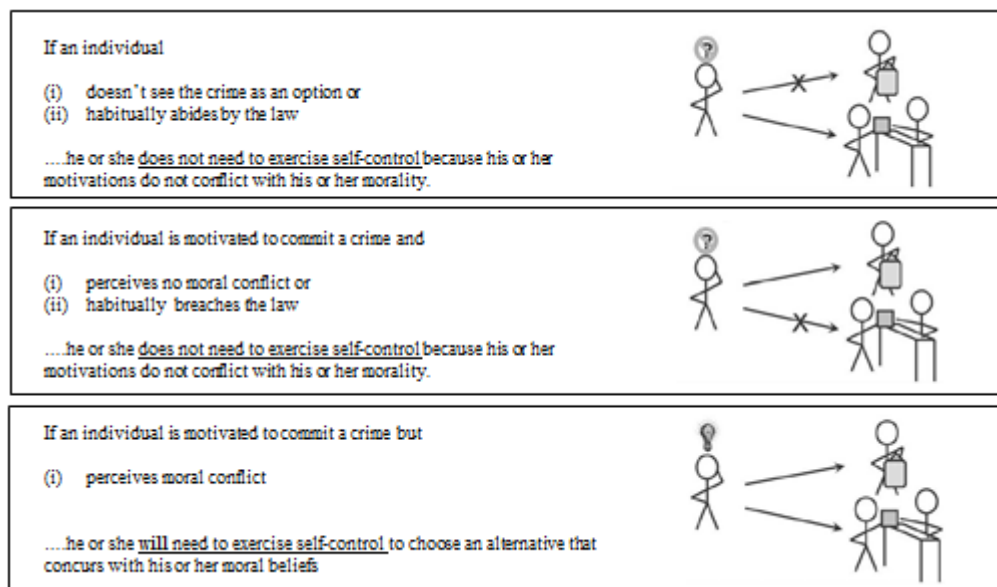 If an individual
?
(i) doesn't see the crime as an option or
(ii) habitually abides by the law
X
....he or she does not need to exercise self-control because his or her
motivations do not conflict with his or her morality.
If an individual is motivated to commit a crime and
?
(i) perceives no moral conflict or
(ii) habitually breaches the law
X
....he or she does not need to exercise self-control because his or her
motivations do not conflict with his or her morality.
If an individual is motivated to commit a crime but
(i) perceives moral conflict
....he or she will need to exercise self-control to choose an alternative that
concurs with his or her moral beliefs